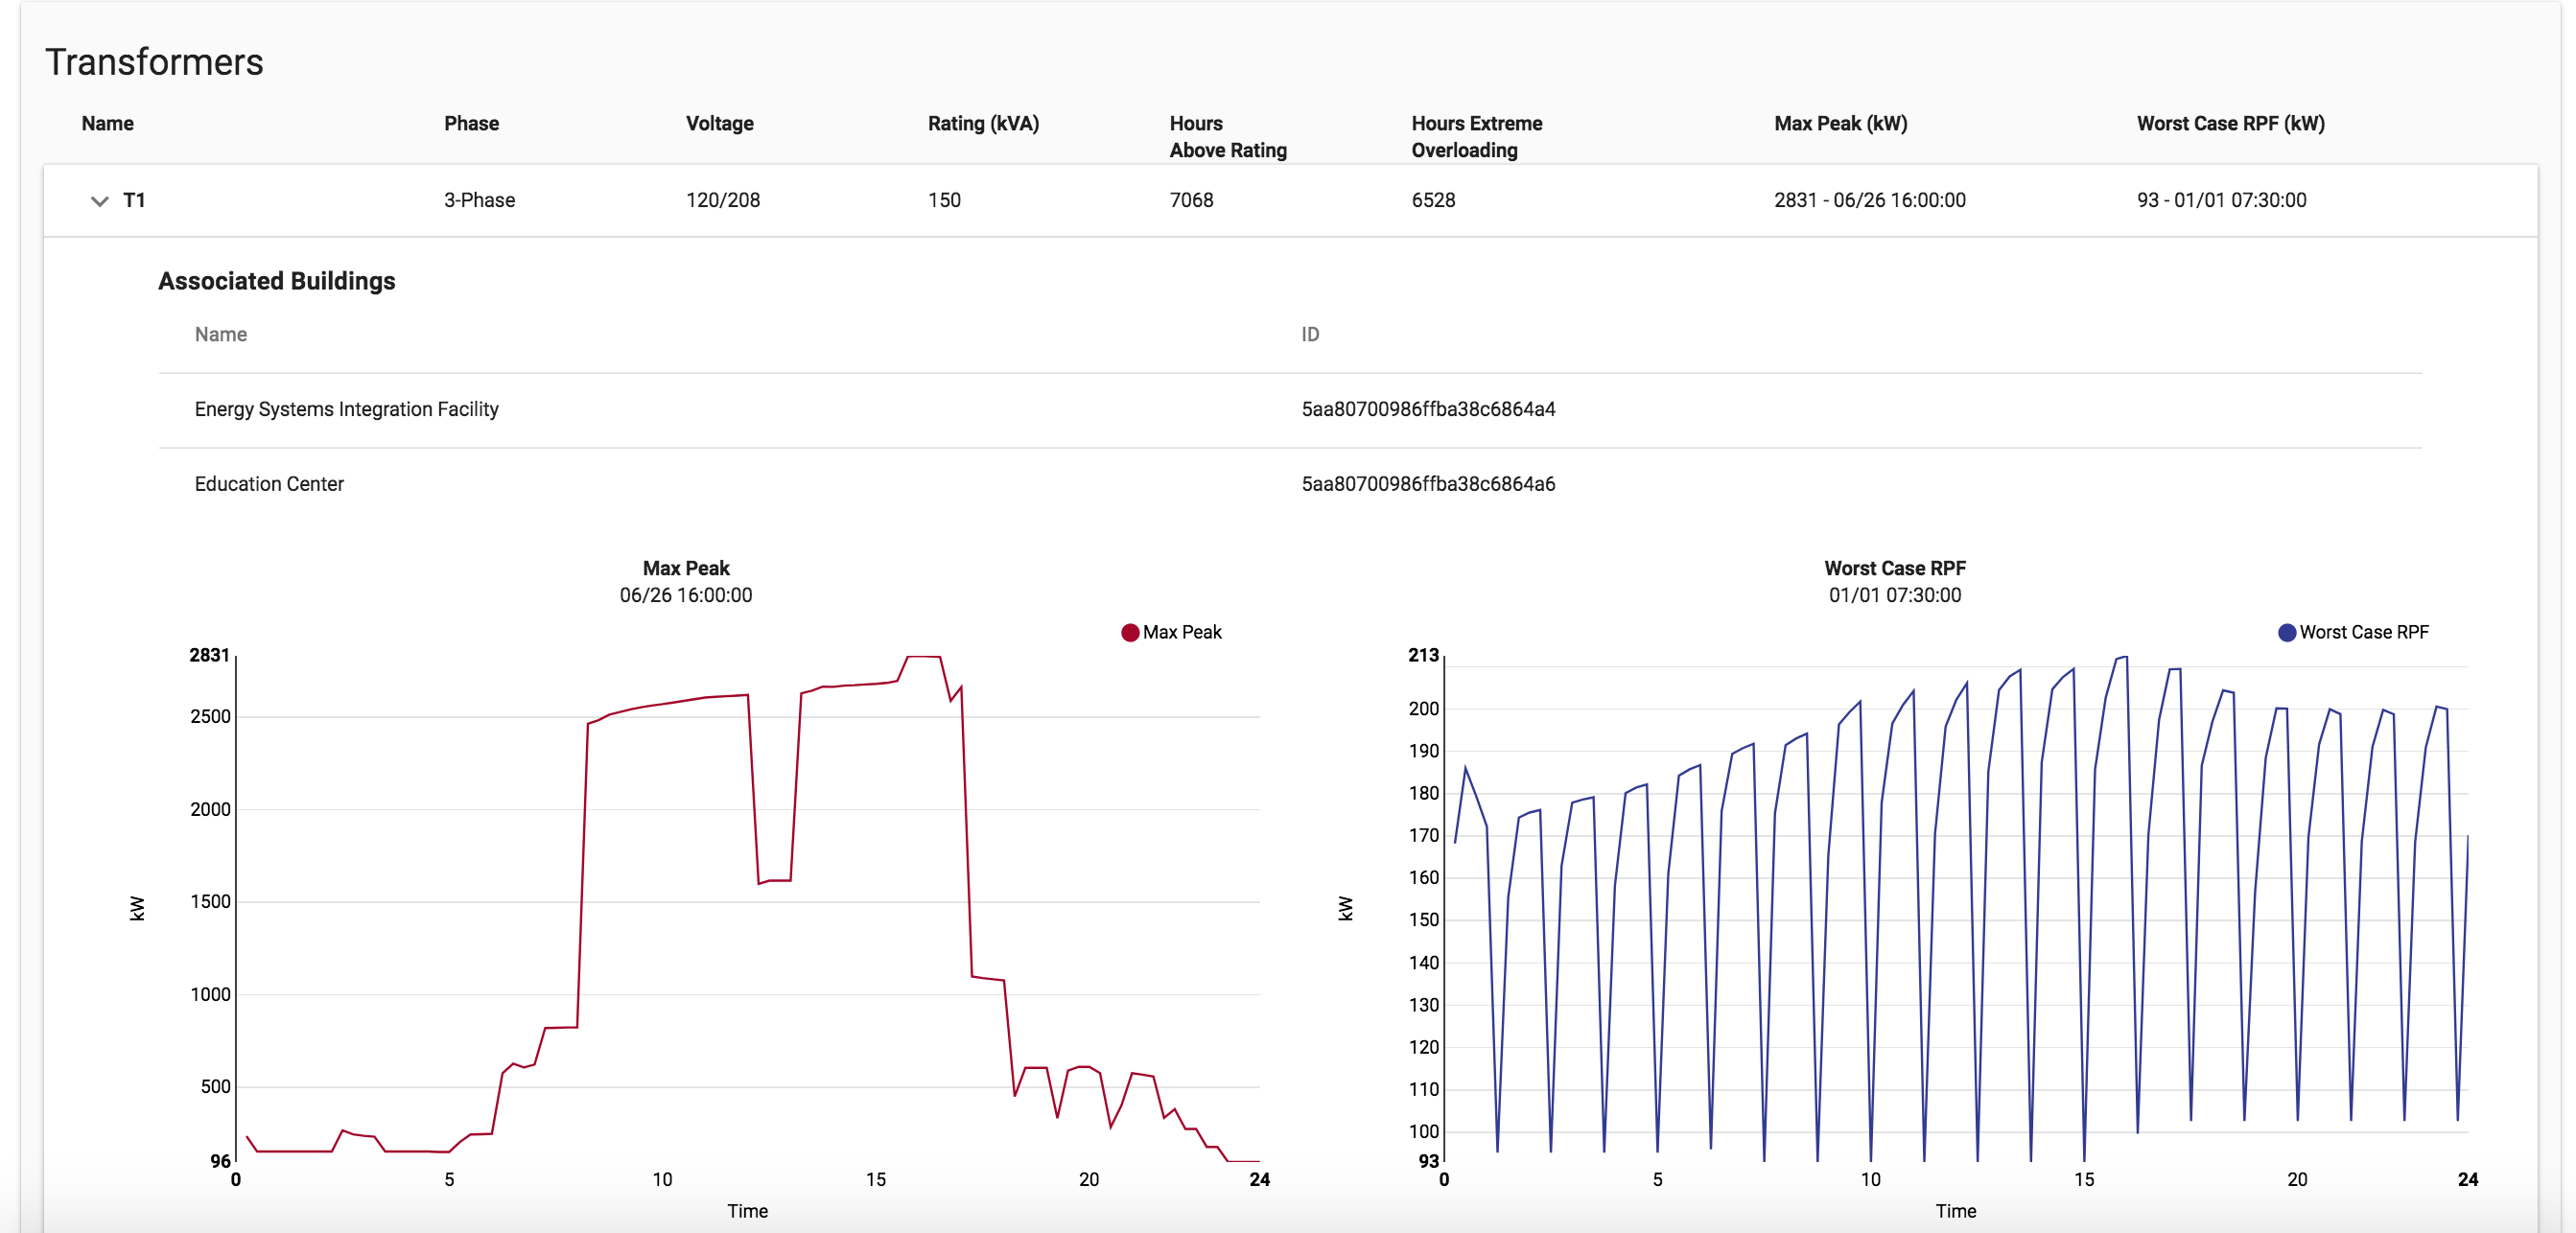 Transformers
Name Phase Voltage Rating (kVA) Hours Above Rating Hours Extreme Overloading Max Peak (kW) Worst Case RPF (kW)
T1 3-Phase 120/208 150 7068 6528 2831 - 06/26 16:00:00 93 - 01/01 07:30:00
Associated Buildings
Name ID
Energy Systems Integration Facility 5aa80700986ffba38c6864a4
Education Center 5aa80700986ffba38c6864a6
Max Peak
06/26 16:00:00
Max Peak
2831
2500
2000
1500
1000
500
96
kW
0 5 10 15 20 24
Time
Worst Case RPF
01/01 07:30:00
Worst Case RPF
213
200
190
180
170
160
150
140
130
120
110
100
93
kW
0 5 10 15 20 24
Time